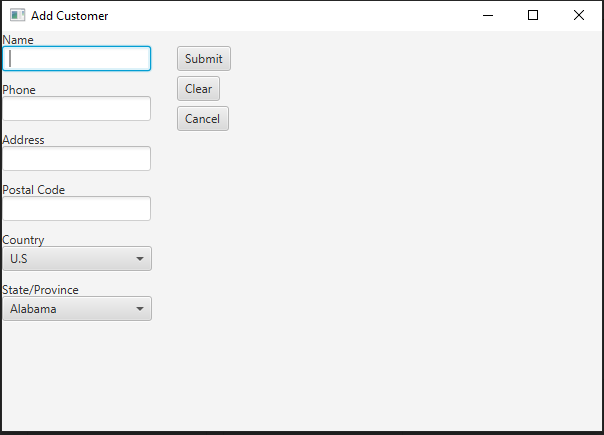 Add Customer
Name
Submit
Clear
Phone
Cancel
Address
Postal Code
Country
U.S
State/Province
Alabama